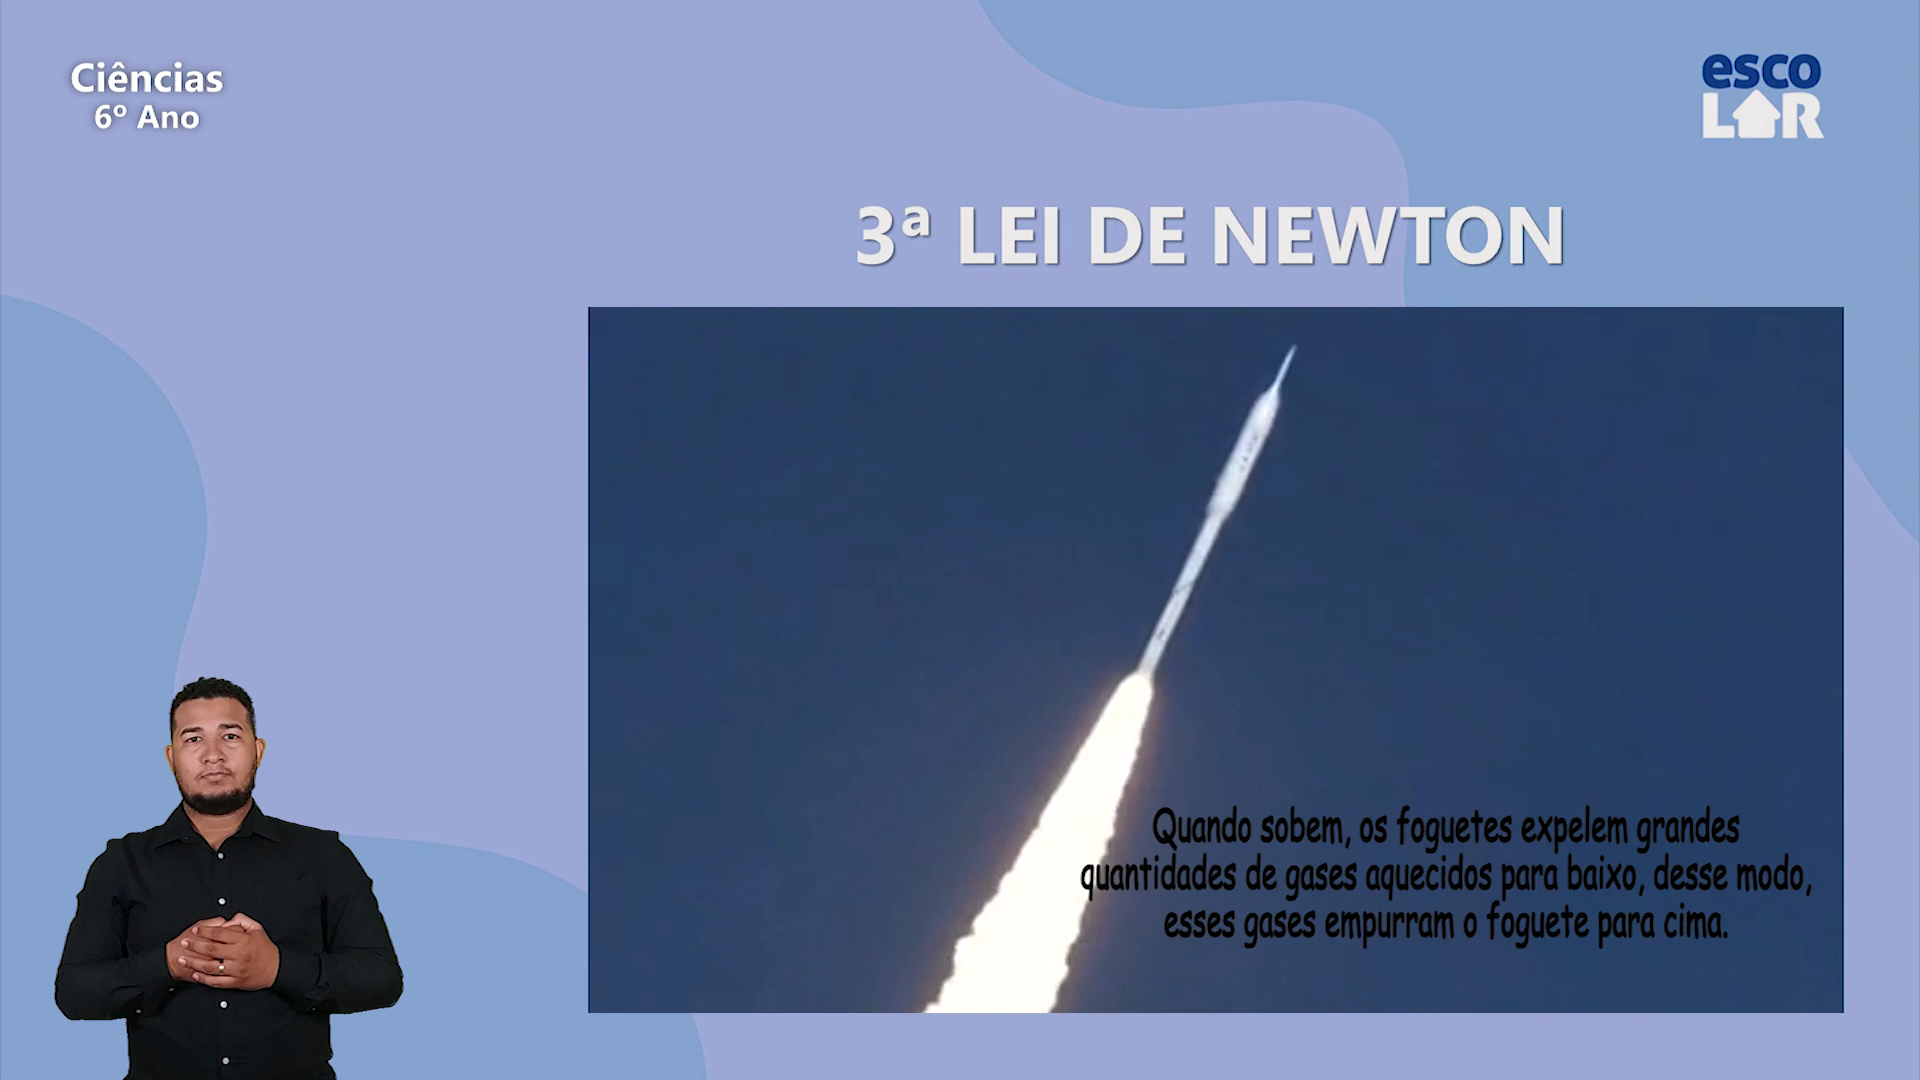 Ciências
6º Ano
esco
LAR
3ª LEI DE NEWTON
Quando sobem, os foguetes expelem grandes
quantidades de gases aquecidos para baixo, desse modo,
esses gases empurram o foguete para cima.